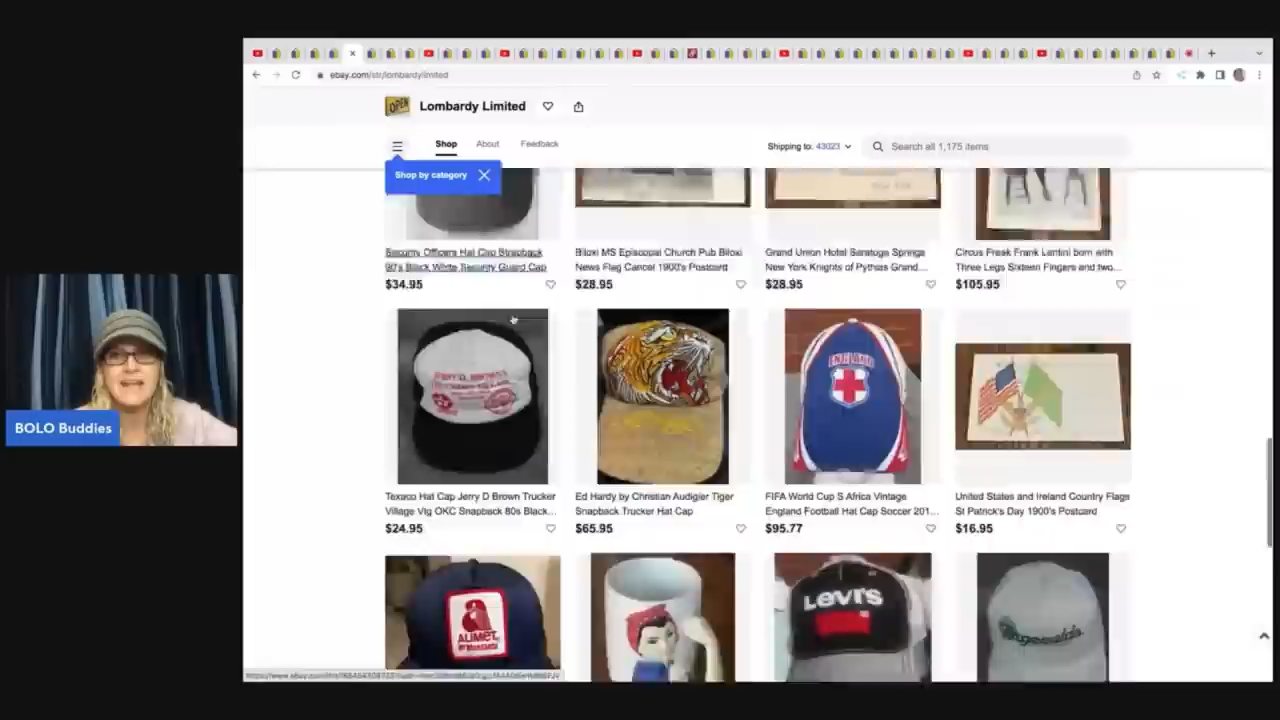 ebay.com/str/lombardylimited
OPEN
Lombardy Limited
Shop
About
Feedback
Shipping to: 43023
Search all 1,175 items
Shop by category
Security Officers Hat Cap Strapback
90's Black White Security Guard Cap
$34.95
Biloxi MS Episcopal Church Pub Biloxi
News Flag Cancel 1900's Postcard
$28.95
Grand Union Hotel Saratoga Springs
New York Knights of Pythias Grand...
$28.95
Circus Freak Frank Lentini born with
Three Legs Sixteen Fingers and two...
$105.95
ENGLAND
Texaco Hat Cap Jerry D Brown Trucker
Village Vtg OKC Snapback 80s Black...
$24.95
Ed Hardy by Christian Audigier Tiger
Snapback Trucker Hat Cap
$65.95
FIFA World Cup S Africa Vintage
England Football Hat Cap Soccer 201...
$95.77
United States and Ireland Country Flags
St Patrick's Day 1900's Postcard
$16.95
BOLO Buddies
ALIMET
Levi's